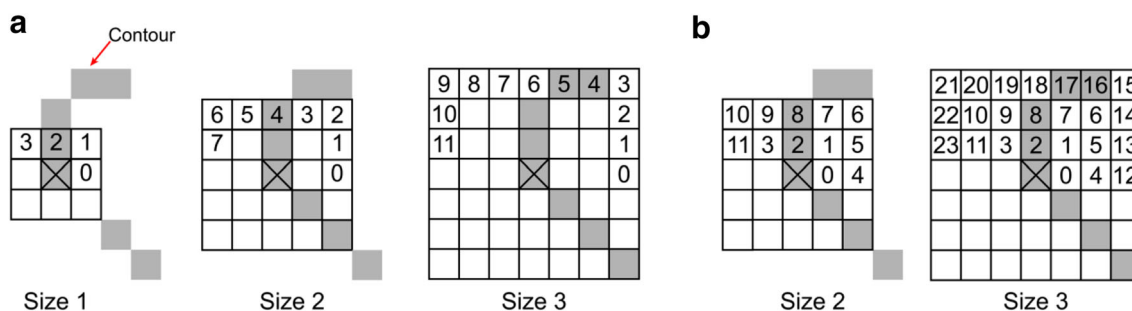 a
b
Contour
9 8 7 6 5 4 3
21 20 19 18 17 16 15
6 5 4 3 2
10
2
10 9 8 7 6
22 10 9 8 7 6 14
3 2 1
7
1
11
1
11 3 2 1 5
23 11 3 2 1 5 13
0
0
0
0 4
0 4 12
Size 1
Size 2
Size 3
Size 2
Size 3